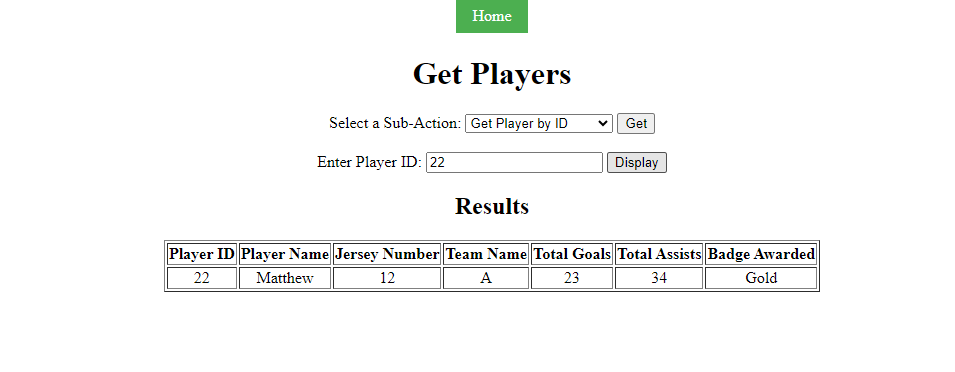 Home
Get Players
Select a Sub-Action: Get Player by ID Get
Enter Player ID: 22 Display
Results
Player ID Player Name Jersey Number Team Name Total Goals Total Assists Badge Awarded
22 Matthew 12 A 23 34 Gold